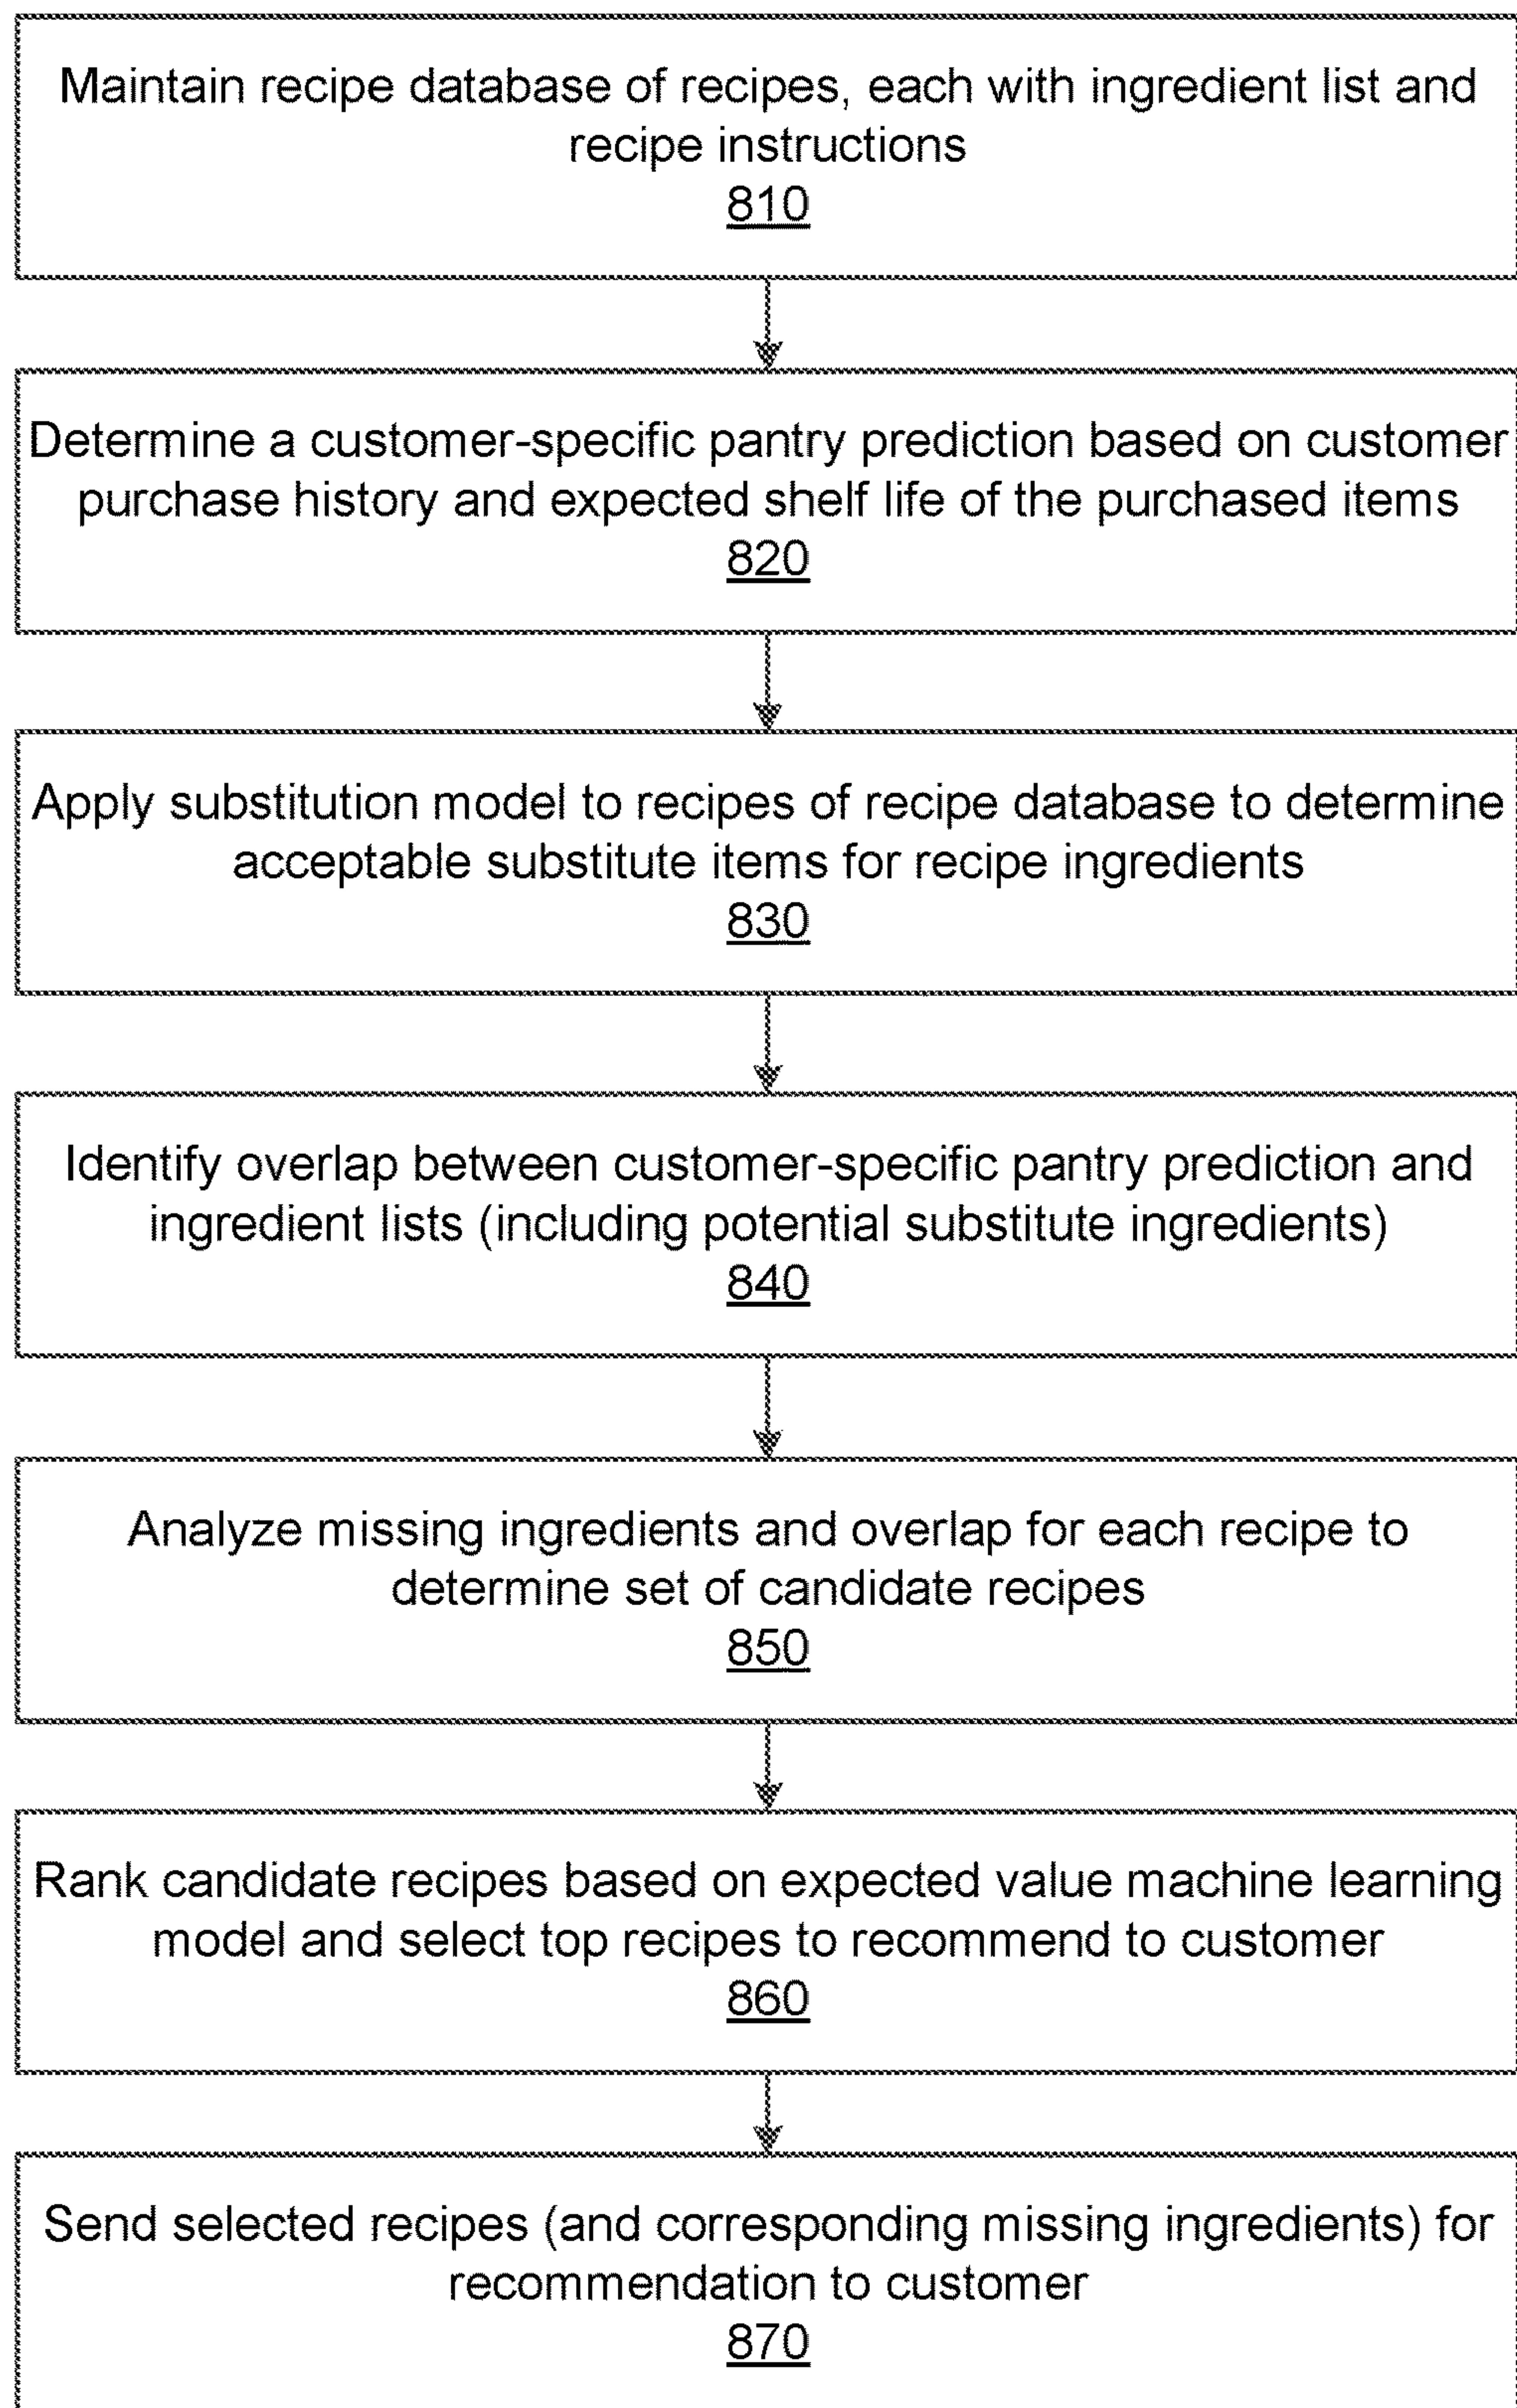 Maintain recipe database of recipes, each with ingredient list and
recipe instructions
810
Determine a customer-specific pantry prediction based on customer
purchase history and expected shelf life of the purchased items
820
Apply substitution model to recipes of recipe database to determine
acceptable substitute items for recipe ingredients
830
Identify overlap between customer-specific pantry prediction and
ingredient lists (including potential substitute ingredients)
840
Analyze missing ingredients and overlap for each recipe to
determine set of candidate recipes
850
Rank candidate recipes based on expected value machine learning
model and select top recipes to recommend to customer
860
Send selected recipes (and corresponding missing ingredients) for
recommendation to customer
870